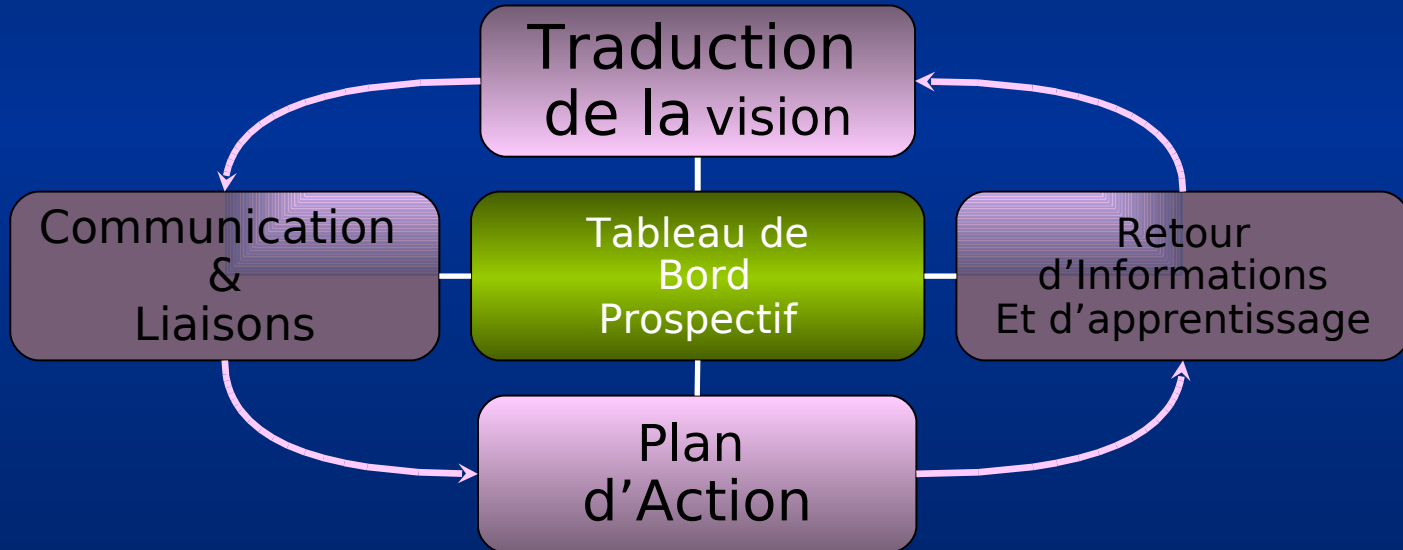 Traduction
de la vision
Communication
&
Liaisons
Tableau de
Bord
Prospectif
Retour
d’Informations
Et d’apprentissage
Plan
d’Action